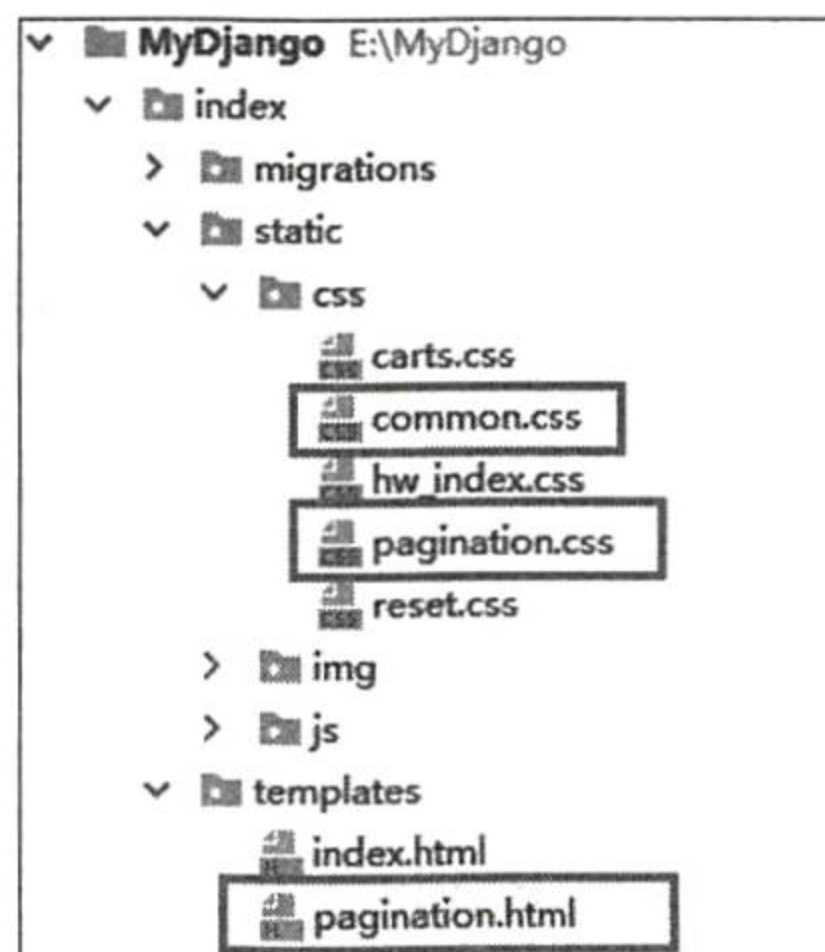 MyDjango E:\MyDjango
index
migrations
static
css
carts.css
common.css
hw_index.css
pagination.css
reset.css
img
js
templates
index.html
pagination.html